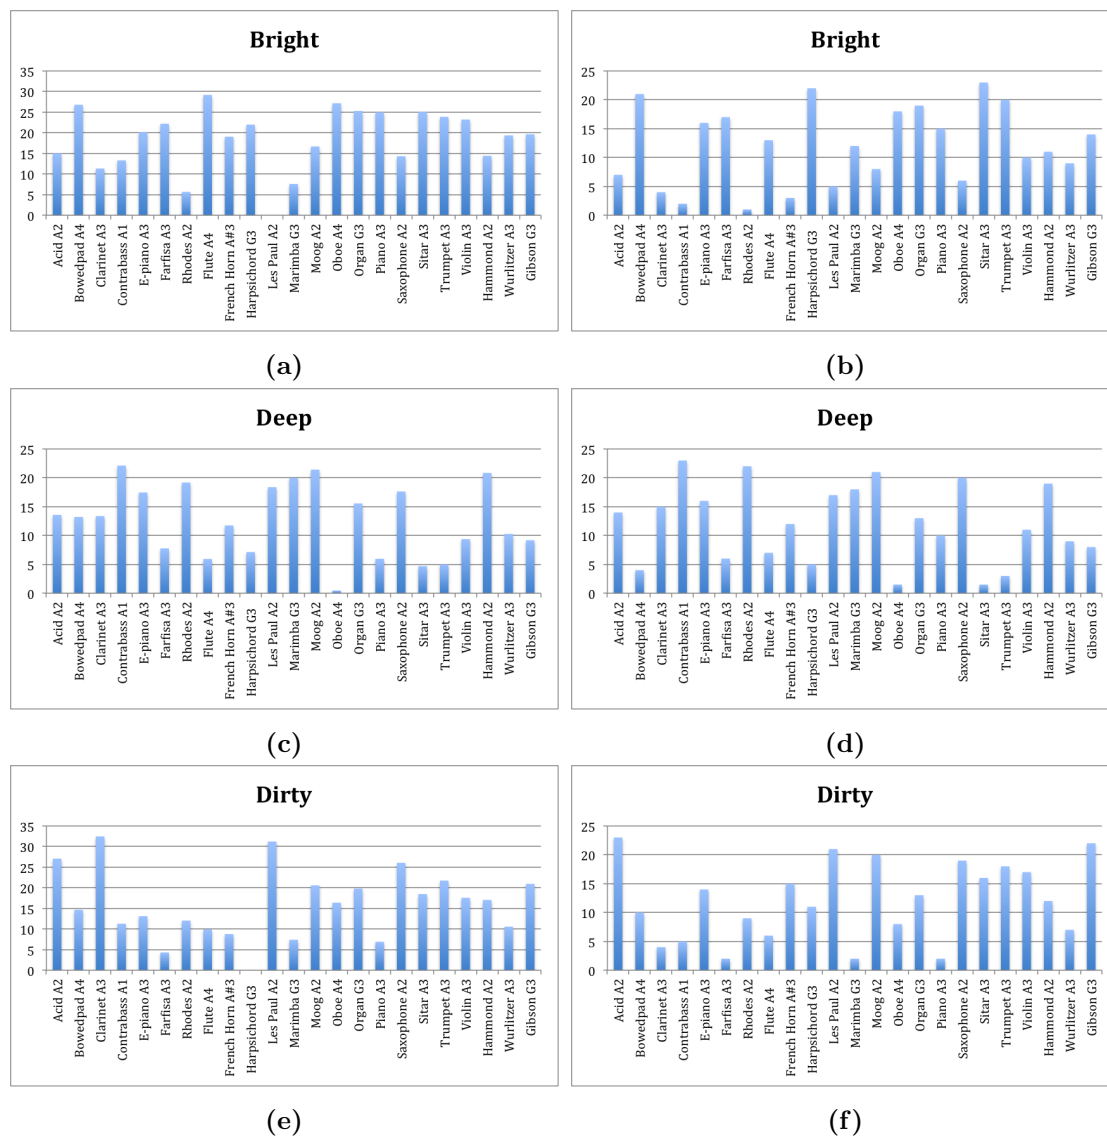 Bright
35
30
25
20
15
10
5
0
Acid A2
Bowedpad A4
Clarinet A3
Contrabass A1
E-piano A3
Farfisa A3
Rhodes A2
Flute A4
French Horn A#3
Harpsichord G3
Les Paul A2
Marimba G3
Moog A2
Oboe A4
Organ G3
Piano A3
Saxophone A2
Sitar A3
Trumpet A3
Violin A3
Hammond A2
Wurlitzer A3
Gibson G3
(a)
Bright
25
20
15
10
5
0
Acid A2
Bowedpad A4
Clarinet A3
Contrabass A1
E-piano A3
Farfisa A3
Rhodes A2
Flute A4
French Horn A#3
Harpsichord G3
Les Paul A2
Marimba G3
Moog A2
Oboe A4
Organ G3
Piano A3
Saxophone A2
Sitar A3
Trumpet A3
Violin A3
Hammond A2
Wurlitzer A3
Gibson G3
(b)
Deep
25
20
15
10
5
0
Acid A2
Bowedpad A4
Clarinet A3
Contrabass A1
E-piano A3
Farfisa A3
Rhodes A2
Flute A4
French Horn A#3
Harpsichord G3
Les Paul A2
Marimba G3
Moog A2
Oboe A4
Organ G3
Piano A3
Saxophone A2
Sitar A3
Trumpet A3
Violin A3
Hammond A2
Wurlitzer A3
Gibson G3
(c)
Deep
25
20
15
10
5
0
Acid A2
Bowedpad A4
Clarinet A3
Contrabass A1
E-piano A3
Farfisa A3
Rhodes A2
Flute A4
French Horn A#3
Harpsichord G3
Les Paul A2
Marimba G3
Moog A2
Oboe A4
Organ G3
Piano A3
Saxophone A2
Sitar A3
Trumpet A3
Violin A3
Hammond A2
Wurlitzer A3
Gibson G3
(d)
Dirty
35
30
25
20
15
10
5
0
Acid A2
Bowedpad A4
Clarinet A3
Contrabass A1
E-piano A3
Farfisa A3
Rhodes A2
Flute A4
French Horn A#3
Harpsichord G3
Les Paul A2
Marimba G3
Moog A2
Oboe A4
Organ G3
Piano A3
Saxophone A2
Sitar A3
Trumpet A3
Violin A3
Hammond A2
Wurlitzer A3
Gibson G3
(e)
Dirty
25
20
15
10
5
0
Acid A2
Bowedpad A4
Clarinet A3
Contrabass A1
E-piano A3
Farfisa A3
Rhodes A2
Flute A4
French Horn A#3
Harpsichord G3
Les Paul A2
Marimba G3
Moog A2
Oboe A4
Organ G3
Piano A3
Saxophone A2
Sitar A3
Trumpet A3
Violin A3
Hammond A2
Wurlitzer A3
Gibson G3
(f)